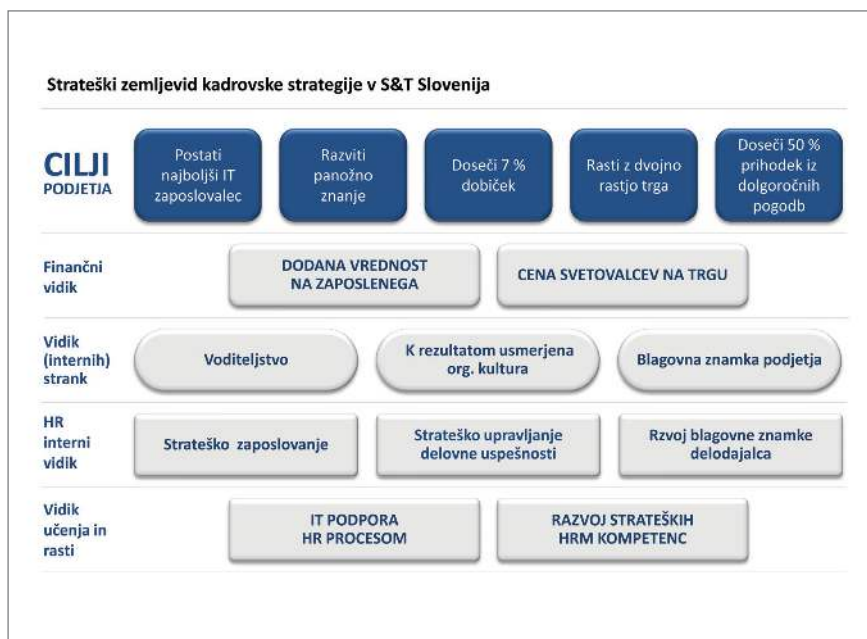 Strateški zemljevid kadrovske strategije v S&T Slovenija
CILJI
PODJETJA
Postati
najboljši IT
zaposlovalec
Razviti
panožno
znanje
Doseči 7 %
dobiček
Rasti z dvojno
rastjo trga
Doseči 50 %
prihodek iz
dolgoročnih
pogodb
Finančni
vidik
DODANA VREDNOST
NA ZAPOSLENEGA
CENA SVETOVALCEV NA TRGU
Vidik
(internih)
strank
Voditeljstvo
K rezultatom usmerjena
org. kultura
Blagovna znamka podjetja
HR
interni
vidik
Strateško zaposlovanje
Strateško upravljanje
delovne uspešnosti
Rzvoj blagovne znamke
delodajalca
Vidik
učenja in
rasti
IT PODPORA
HR PROCESOM
RAZVOJ STRATEŠKIH
HRM KOMPETENC